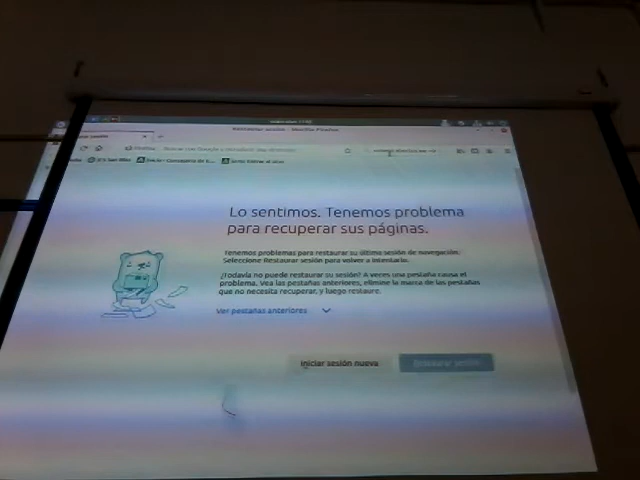 Restaurar sesión - Mozilla Firefox
Lo sentimos. Tenemos problema
para recuperar sus páginas.
Tenemos problemas para restaurar su última sesión de navegación.
Seleccione Restaurar sesión para volver a intentarlo.
¿Todavía no puede restaurar su sesión? A veces una pestaña causa el
problema. Vea las pestañas anteriores, elimine la marca de las pestañas
que no necesita recuperar, y luego restaure.
Ver pestañas anteriores
Iniciar sesión nueva
Restaurar sesión